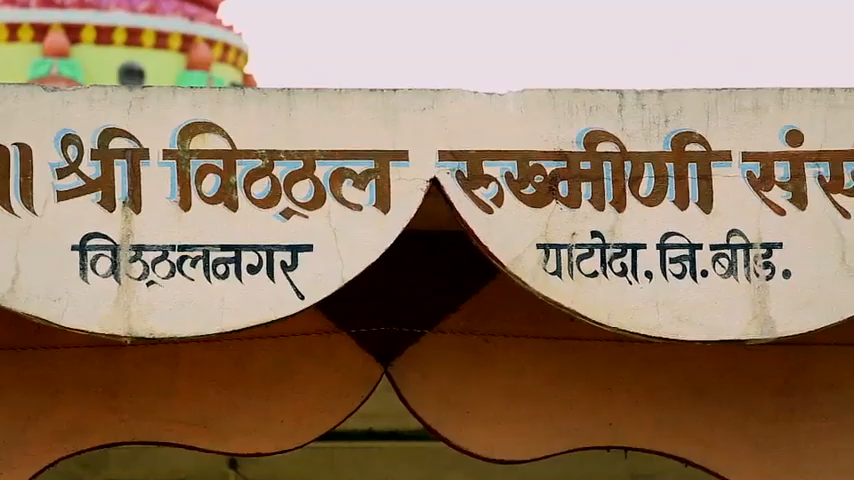 ॥ श्री विठ्ठल रुख्मीणी संस
विठ्ठलनगर पाटोदा, जि. बीड.